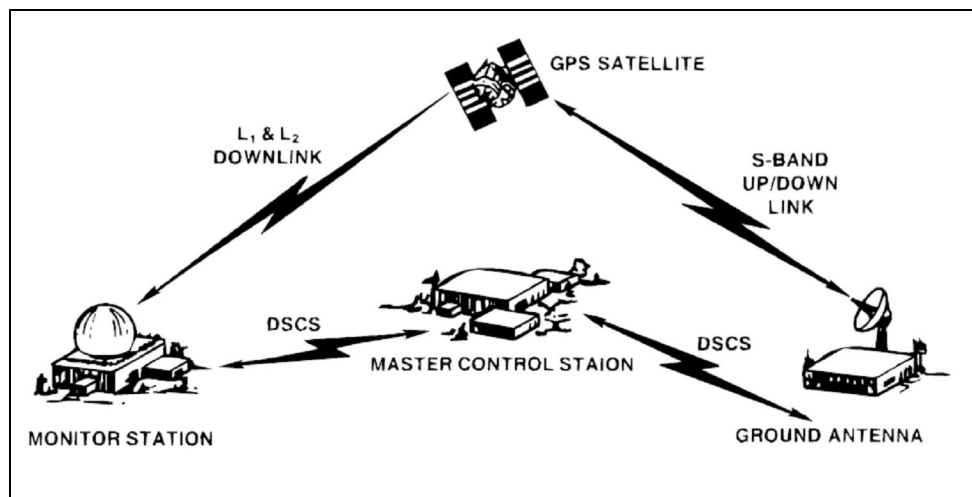 GPS SATELLITE
L₁ & L₂
DOWNLINK
S-BAND
UP/DOWN
LINK
DSCS
DSCS
MASTER CONTROL STAION
MONITOR STATION
GROUND ANTENNA